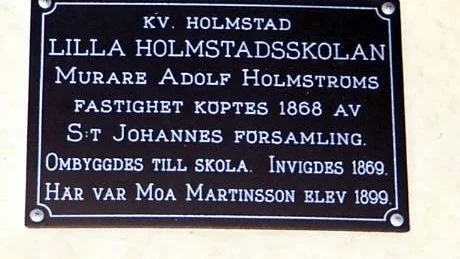 KV. HOLMSTAD
LILLA HOLMSTADSSKOLAN
MURARE ADOLF HOLMSTRÖMS
FASTIGHET KÖPTES 1868 AV
S:T JOHANNES FÖRSAMLING.
OMBYGGDES TILL SKOLA. INVIGDES 1869.
HÄR VAR MOA MARTINSSON ELEV 1899.